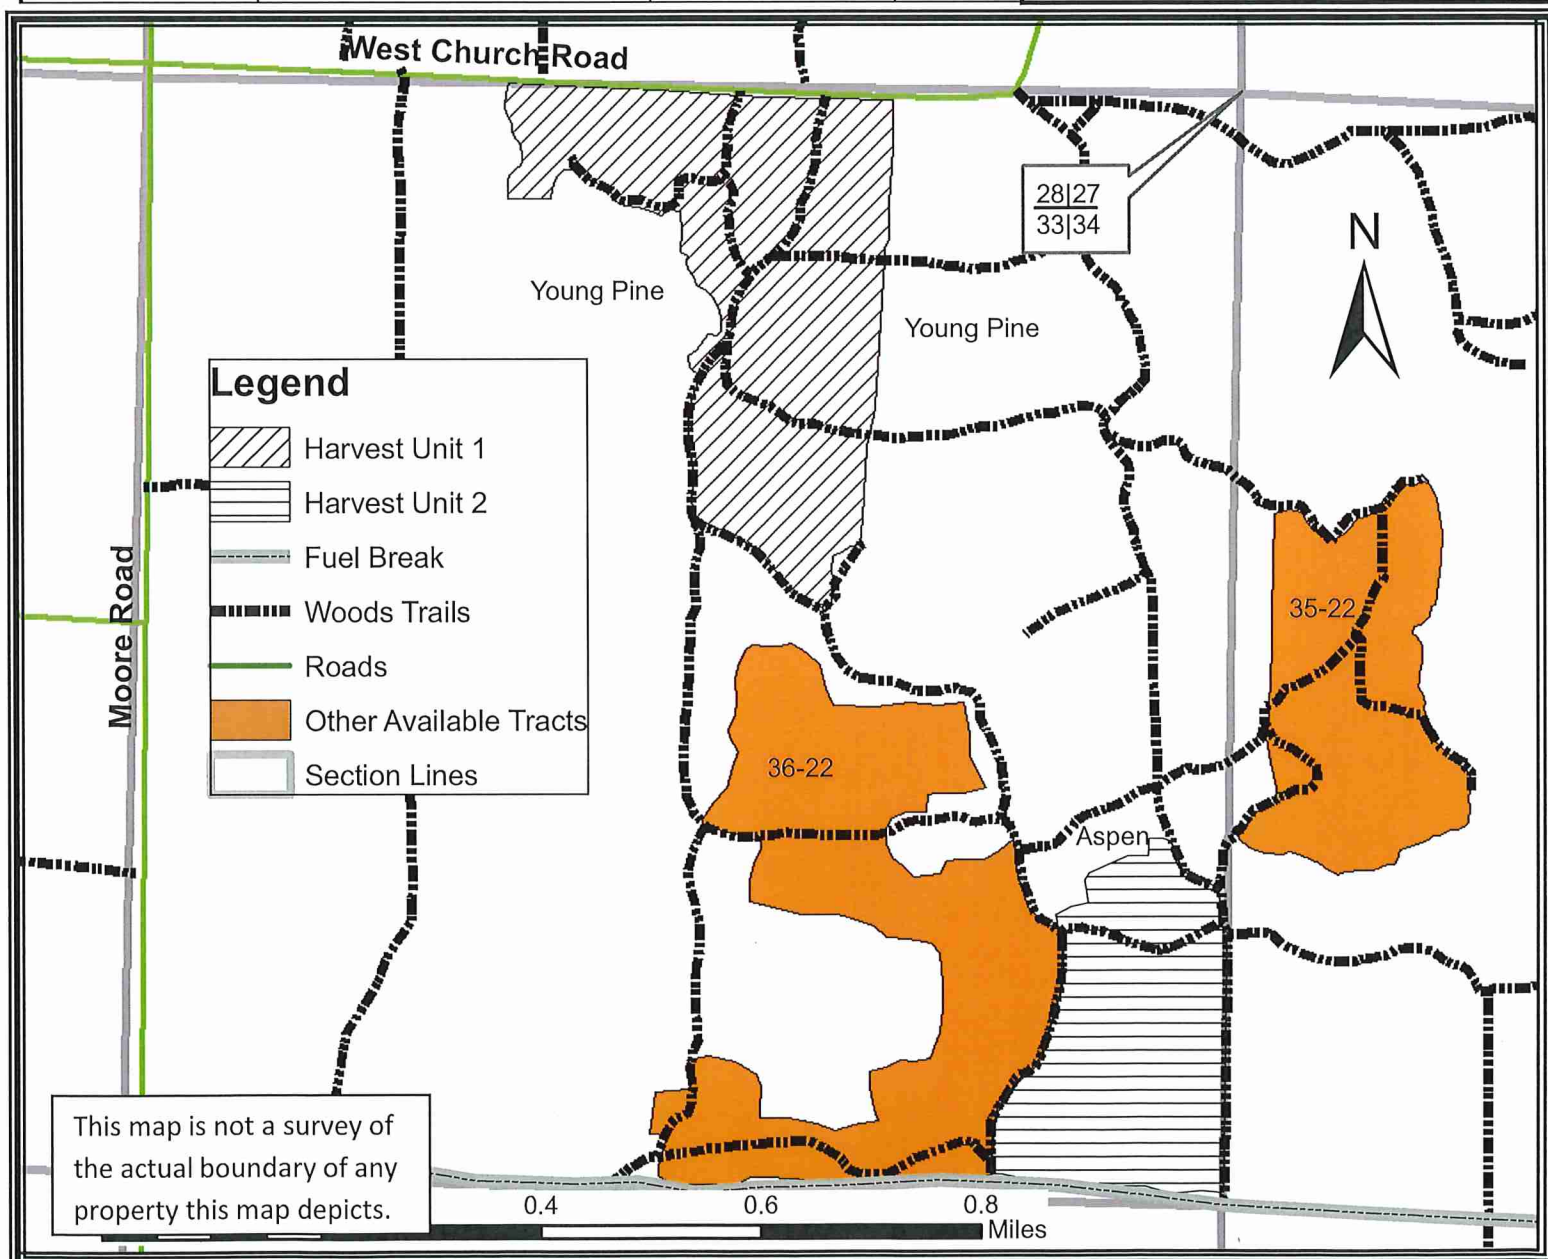 West Church Road
28|27
33|34
N
Young Pine
Young Pine
Legend
Harvest Unit 1
Harvest Unit 2
Fuel Break
Woods Trails
Roads
Other Available Tracts
Section Lines
Moore Road
35-22
36-22
Aspen
This map is not a survey of
the actual boundary of any
property this map depicts.
0.4 0.6 0.8
Miles